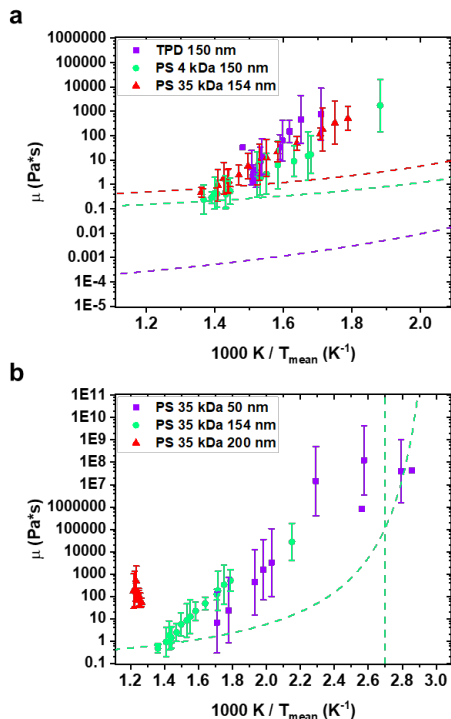 a
1000000
100000
10000
1000
100
10
1
0.1
0.01
0.001
1E-4
1E-5
μ (Pa*s)
TPD 150 nm
PS 4 kDa 150 nm
PS 35 kDa 154 nm
1.2 1.4 1.6 1.8 2.0
1000 K / Tmean (K-1)
b
1E11
1E10
1E9
1E8
1E7
1000000
100000
10000
1000
100
10
1
0.1
μ (Pa*s)
PS 35 kDa 50 nm
PS 35 kDa 154 nm
PS 35 kDa 200 nm
1.2 1.4 1.6 1.8 2.0 2.2 2.4 2.6 2.8 3.0
1000 K / Tmean (K-1)